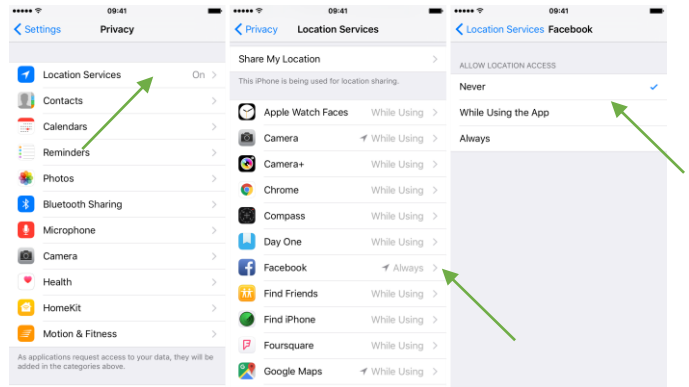 09:41
Settings
Privacy
Location Services On
Contacts
Calendars
Reminders
Photos
Bluetooth Sharing
Microphone
Camera
Health
HomeKit
Motion & Fitness
As applications request access to your data, they will be
added in the categories above.
09:41
Privacy
Location Services
Share My Location
This iPhone is being used for location sharing.
Apple Watch Faces While Using
Camera While Using
Camera+ While Using
Chrome While Using
Compass While Using
Day One While Using
Facebook Always
Find Friends While Using
Find iPhone While Using
Foursquare While Using
Google Maps While Using
09:41
Location Services
Facebook
ALLOW LOCATION ACCESS
Never
While Using the App
Always